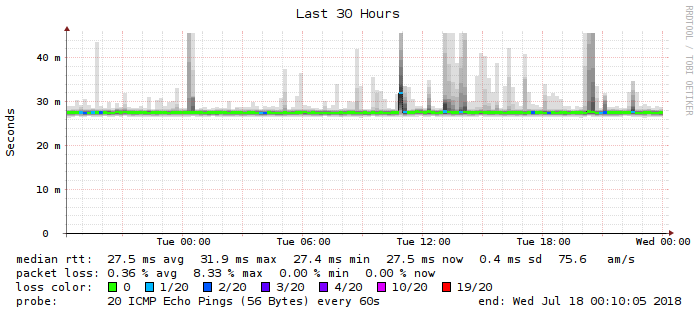 Last 30 Hours
RRDTOOL / TOBI OETIKER
Seconds
40 m
30 m
20 m
10 m
0
Tue 00:00 Tue 06:00 Tue 12:00 Tue 18:00 Wed 00:00
median rtt: 27.5 ms avg 31.9 ms max 27.4 ms min 27.5 ms now 0.4 ms sd 75.6 am/s
packet loss: 0.36 % avg 8.33 % max 0.00 % min 0.00 % now
loss color: 0 1/20 2/20 3/20 4/20 10/20 19/20
probe: 20 ICMP Echo Pings (56 Bytes) every 60s end: Wed Jul 18 00:10:05 2018